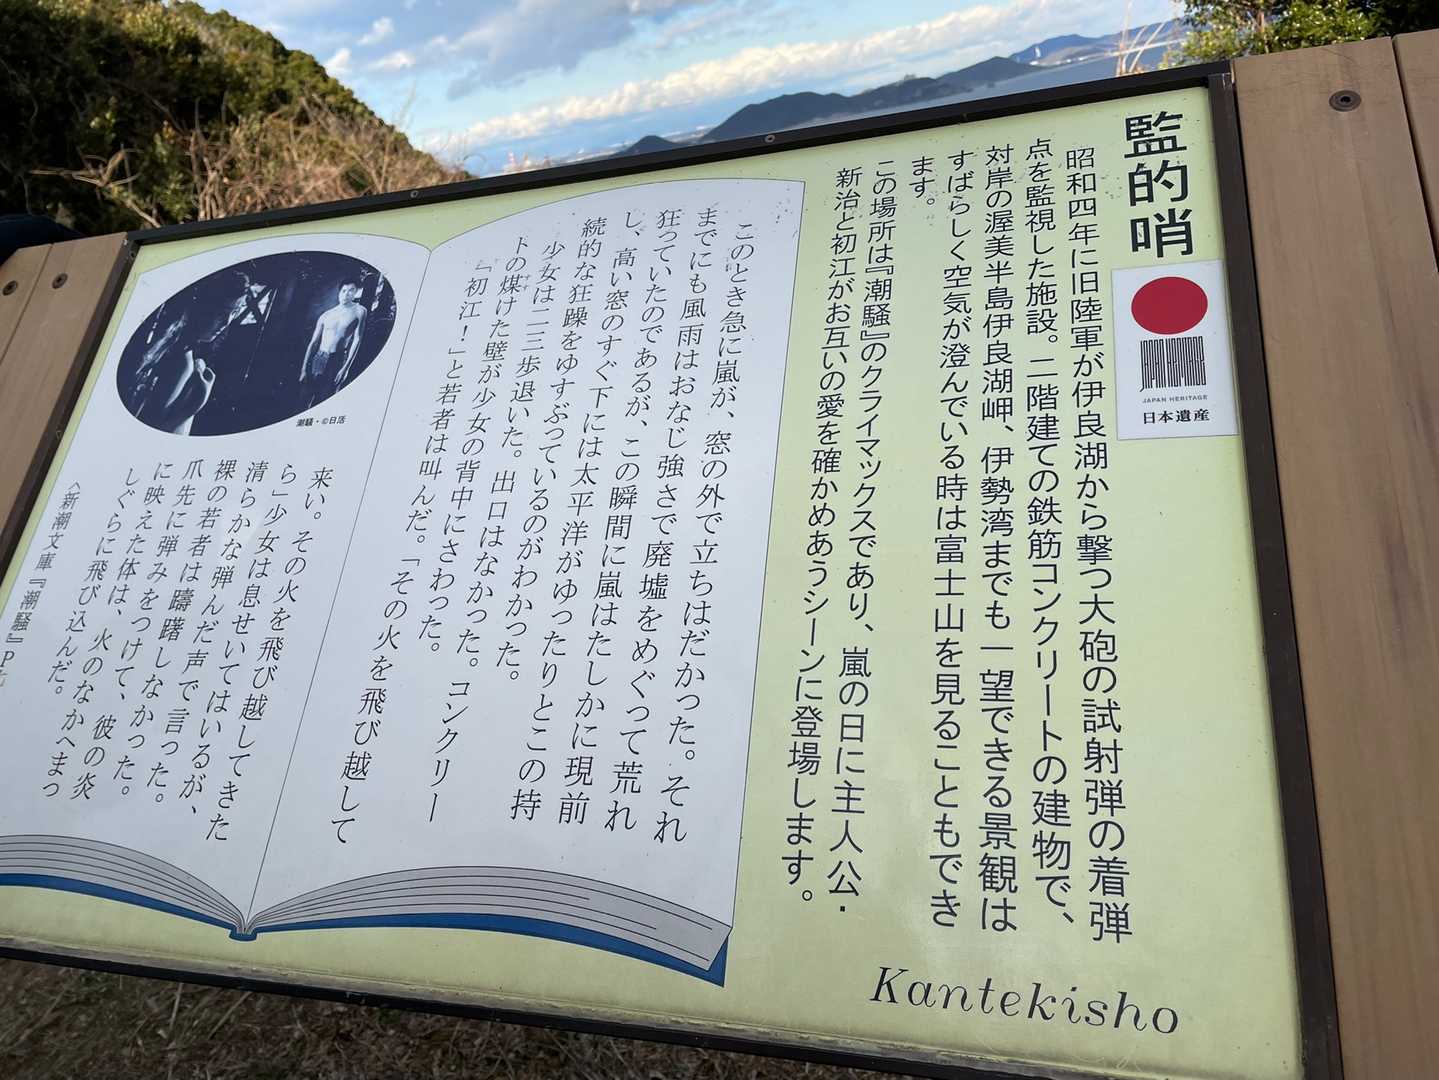 監的哨
JAPAN HERITAGE
JAPAN HERITAGE
日本遺産
昭和四年に旧陸軍が伊良湖から撃つ大砲の試射弾の着弾
点を監視した施設。二階建ての鉄筋コンクリートの建物で、
対岸の渥美半島伊良湖岬、伊勢湾までも一望できる景観は
すばらしく空気が澄んでいる時は富士山を見ることもでき
ます。
この場所は『潮騒』のクライマックスであり、嵐の日に主人公・
新治と初江がお互いの愛を確かめあうシーンに登場します。
このとき急に嵐が、窓の外で立ちはだかった。それ
までにも風雨はおなじ強さで廃墟をめぐって荒れ
狂っていたのであるが、この瞬間に嵐はたしかに現前
し、高い窓のすぐ下には太平洋がゆったりとこの持
続的な狂躁をゆすぶっているのがわかった。
少女は二三歩退いた。出口はなかった。コンクリー
トの煤けた壁が少女の背中にさわった。
「初江！」と若者は叫んだ。「その火を飛び越して
潮騒・©日活
来い。その火を飛び越してきた
ら」少女は息せいてはいるが、
清らかな弾んだ声で言った。
裸の若者は躊躇しなかった。
爪先に弾みをつけて、彼の炎
に映えた体は、火のなかへまっ
しぐらに飛び込んだ。
〈新潮文庫『潮騒』P七
Kantekisho